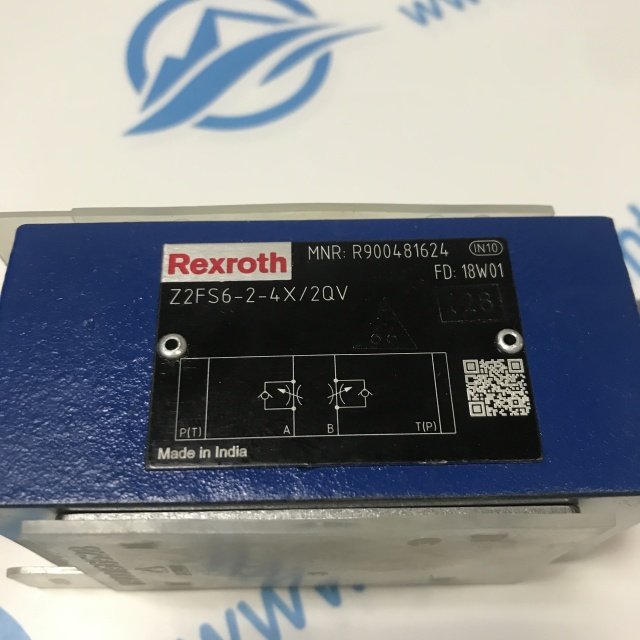 Rexroth
MNR: R900481624
IN10
FD: 18W01
Z2FS6-2-4X/2QV
P(T) A B T(P)
Made in India